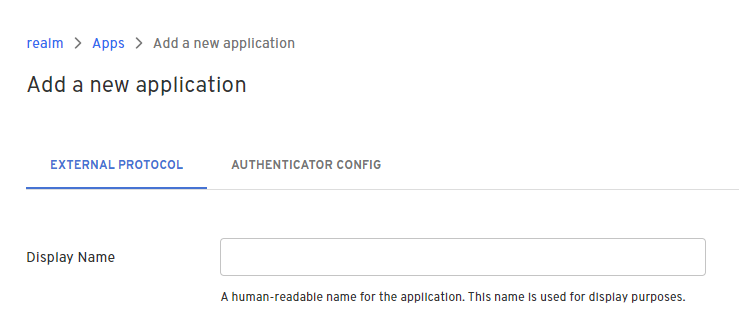 realm > Apps > Add a new application
Add a new application
EXTERNAL PROTOCOL AUTHENTICATOR CONFIG
Display Name
A human-readable name for the application. This name is used for display purposes.